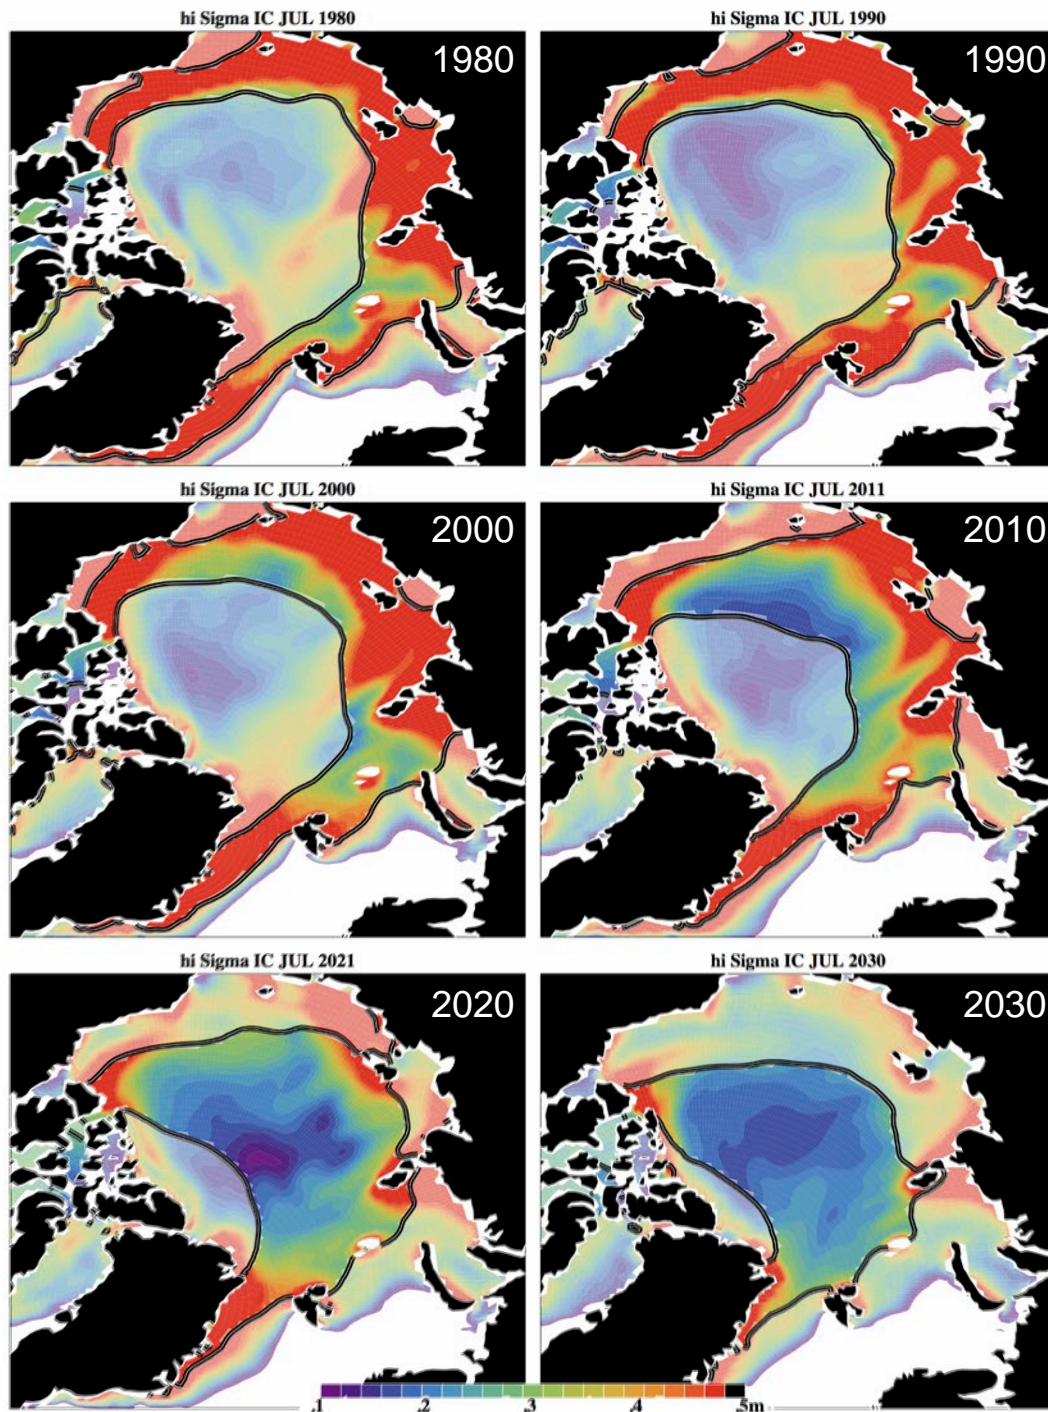 hi Sigma IC JUL 1980
1980
hi Sigma IC JUL 1990
1990
hi Sigma IC JUL 2000
2000
hi Sigma IC JUL 2011
2010
hi Sigma IC JUL 2021
2020
hi Sigma IC JUL 2030
2030
.1 .2 .3 .4 .5m